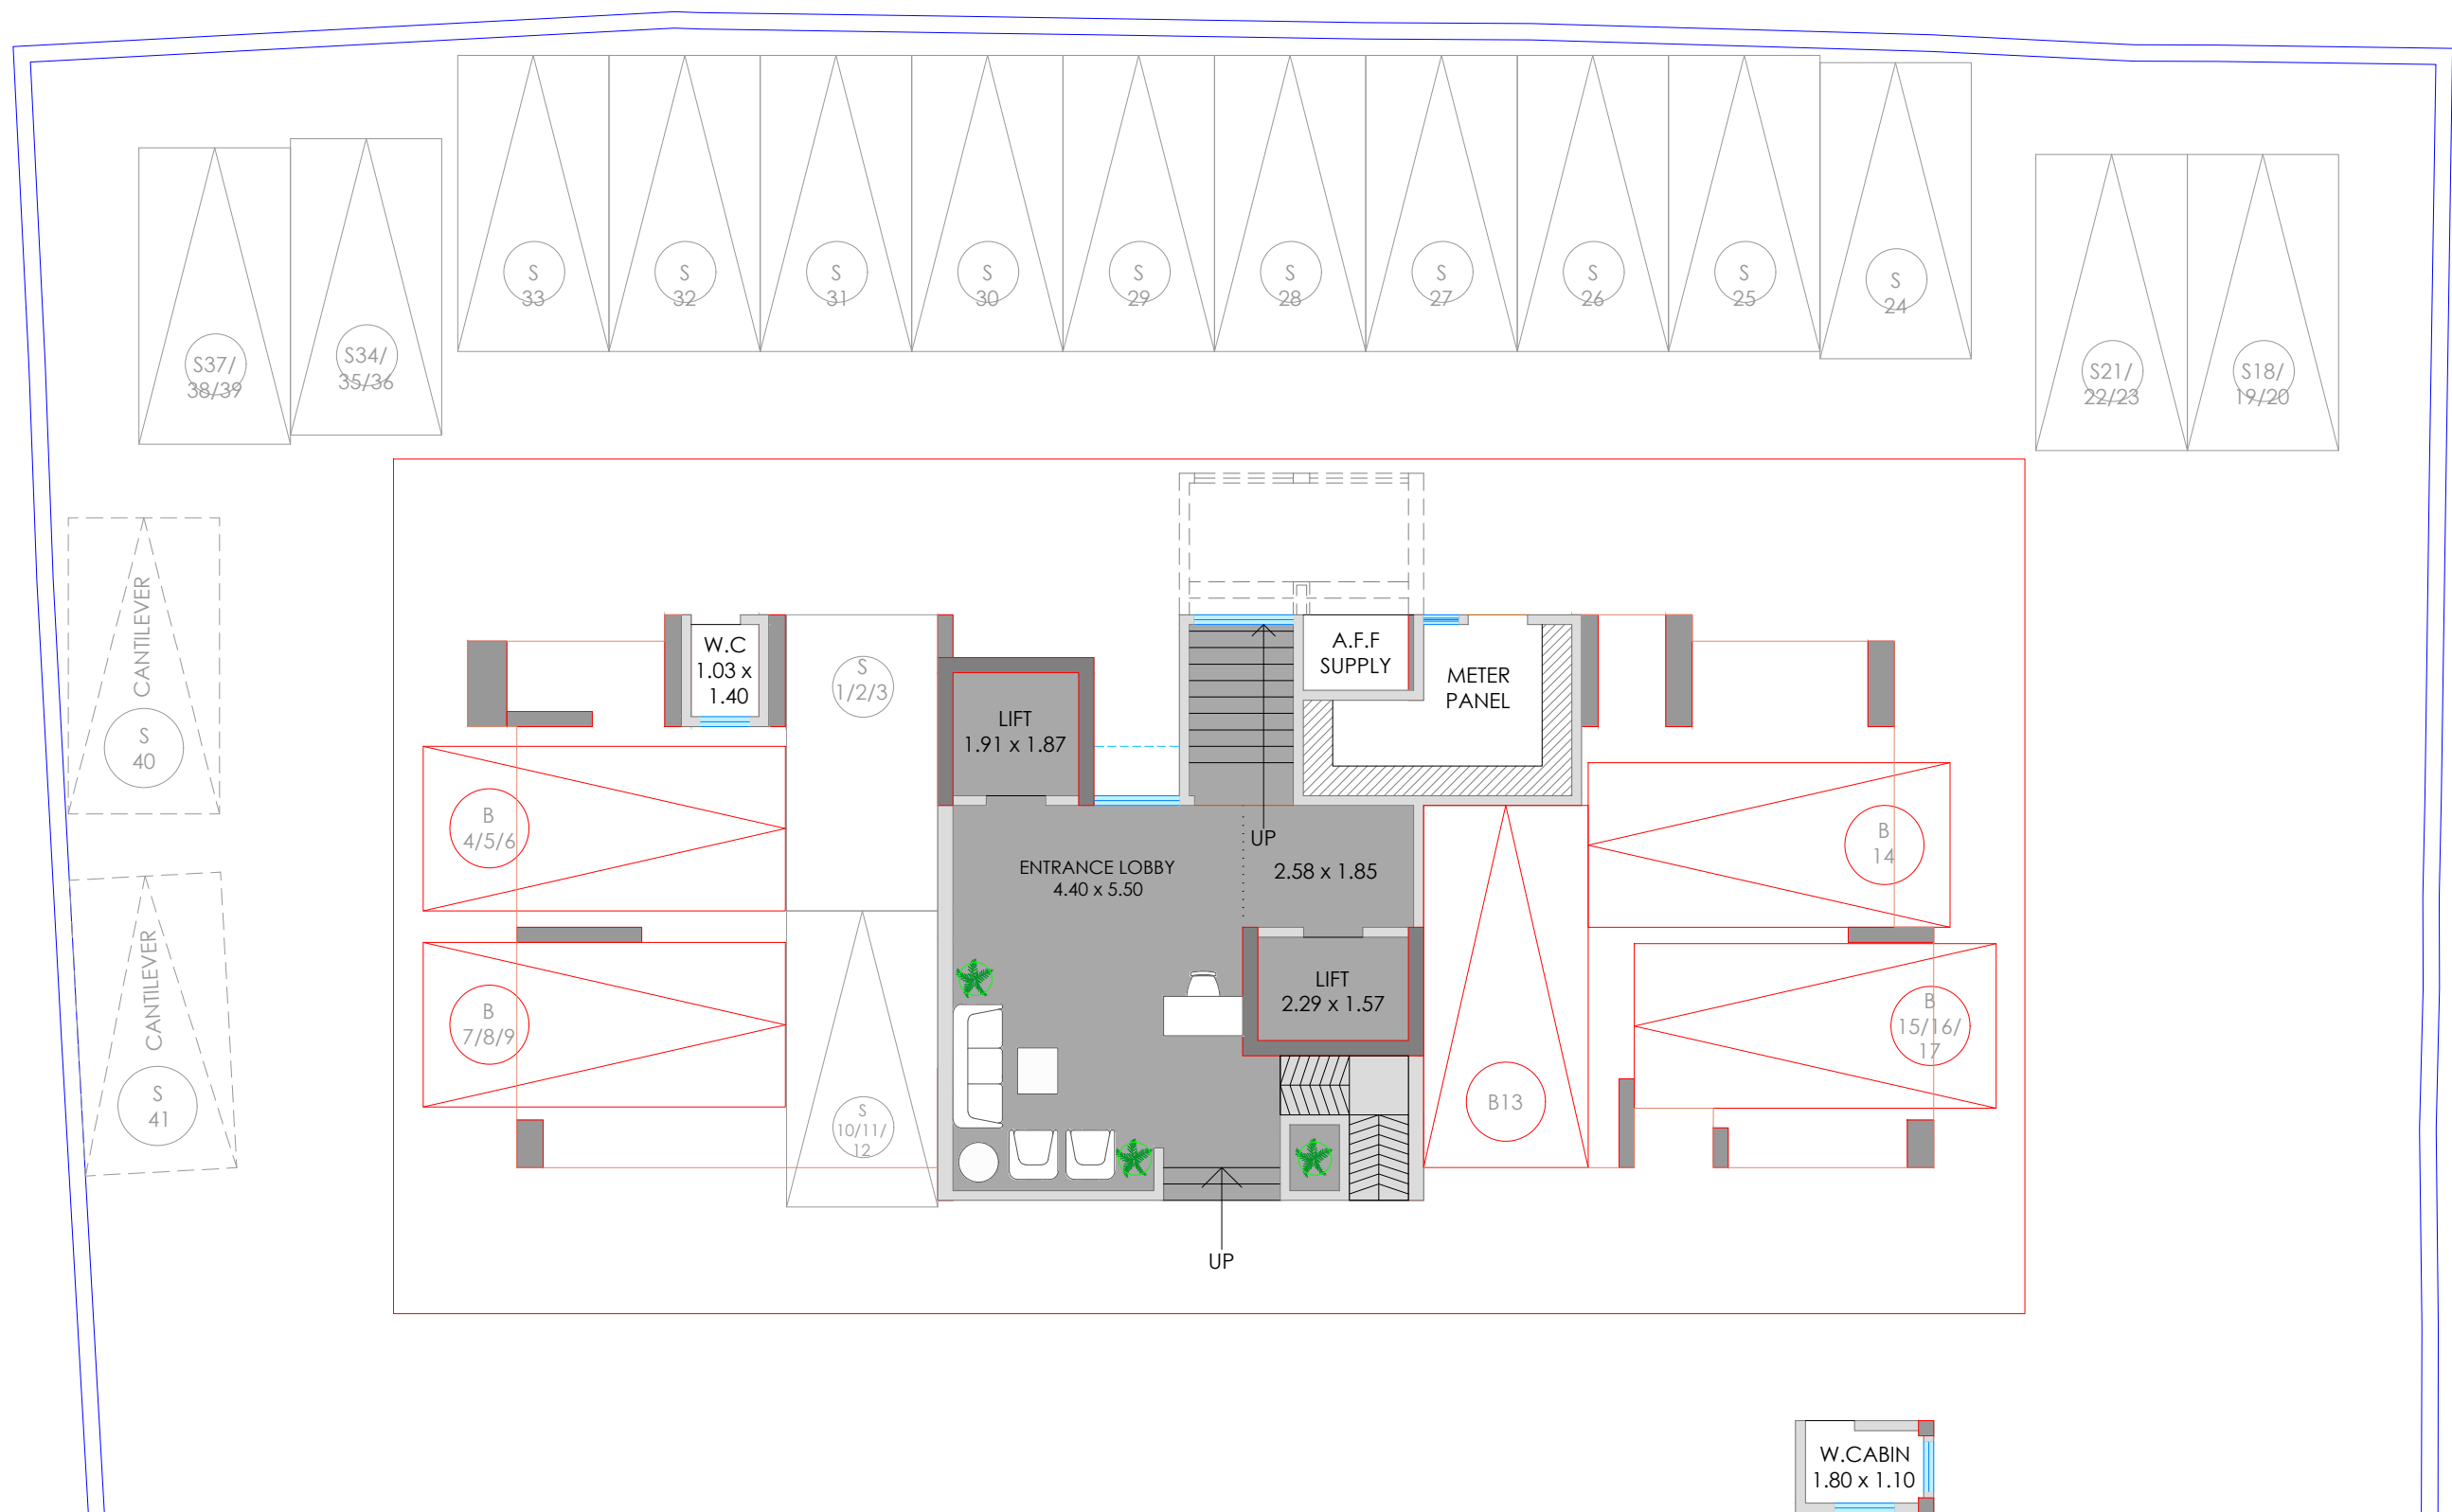 S
33
S
32
S
31
S
30
S
29
S
28
S
27
S
26
S
25
S
24
S37/
38/39
S34/
35/36
S21/
22/23
S18/
19/20
CANTILEVER
S
40
CANTILEVER
S
41
W.C
1.03 x
1.40
S
1/2/3
LIFT
1.91 x 1.87
A.F.F
SUPPLY
METER
PANEL
B
4/5/6
UP
ENTRANCE LOBBY
4.40 x 5.50
2.58 x 1.85
B
14
B
7/8/9
LIFT
2.29 x 1.57
B
15/16/
17
S
10/11/
12
B13
UP
W.CABIN
1.80 x 1.10